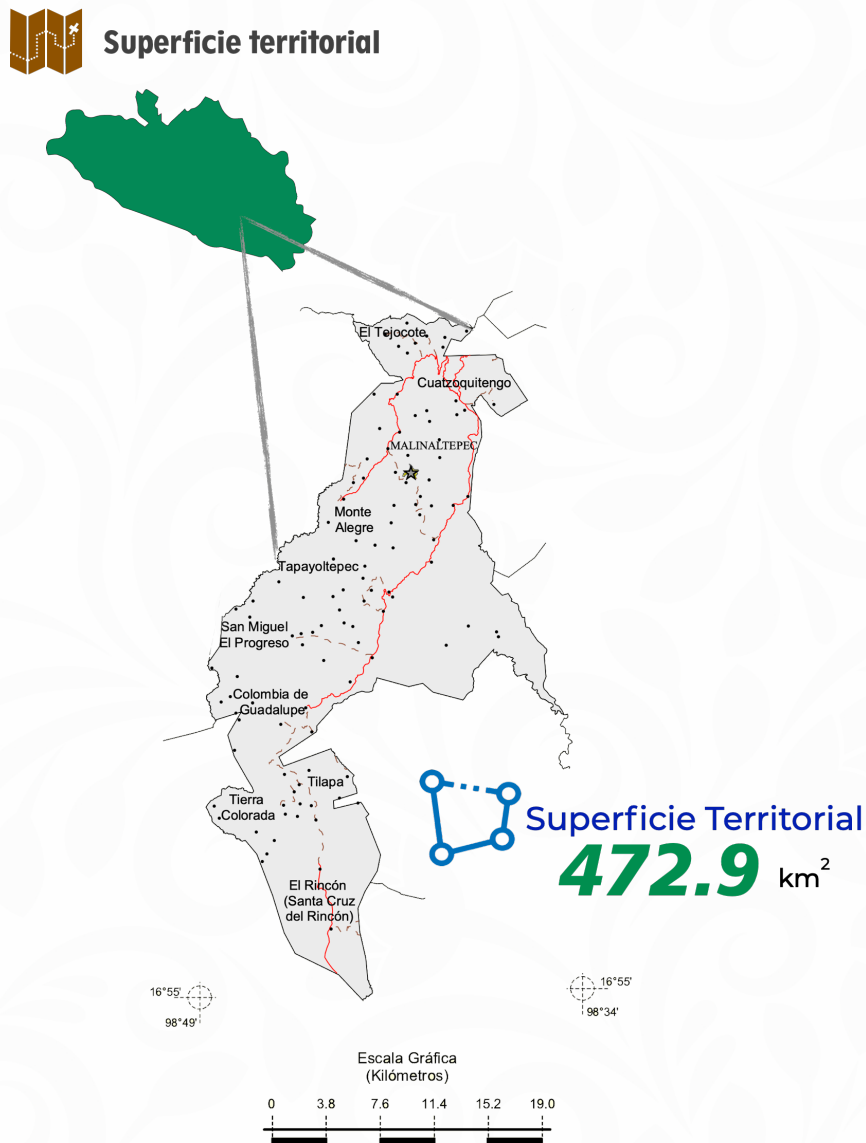 Superficie territorial
El Tejocote
Cuatzoquitengo
MALINALTEPEC
Monte
Alegre
Tapayoltepec
San Miguel
El Progreso
Colombia de
Guadalupe
Tilapa
Tierra
Colorada
El Rincón
(Santa Cruz
del Rincón)
Superficie Territorial
472.9 km²
16°55'
98°49'
16°55'
98°34'
Escala Gráfica
(Kilómetros)
0 3.8 7.6 11.4 15.2 19.0